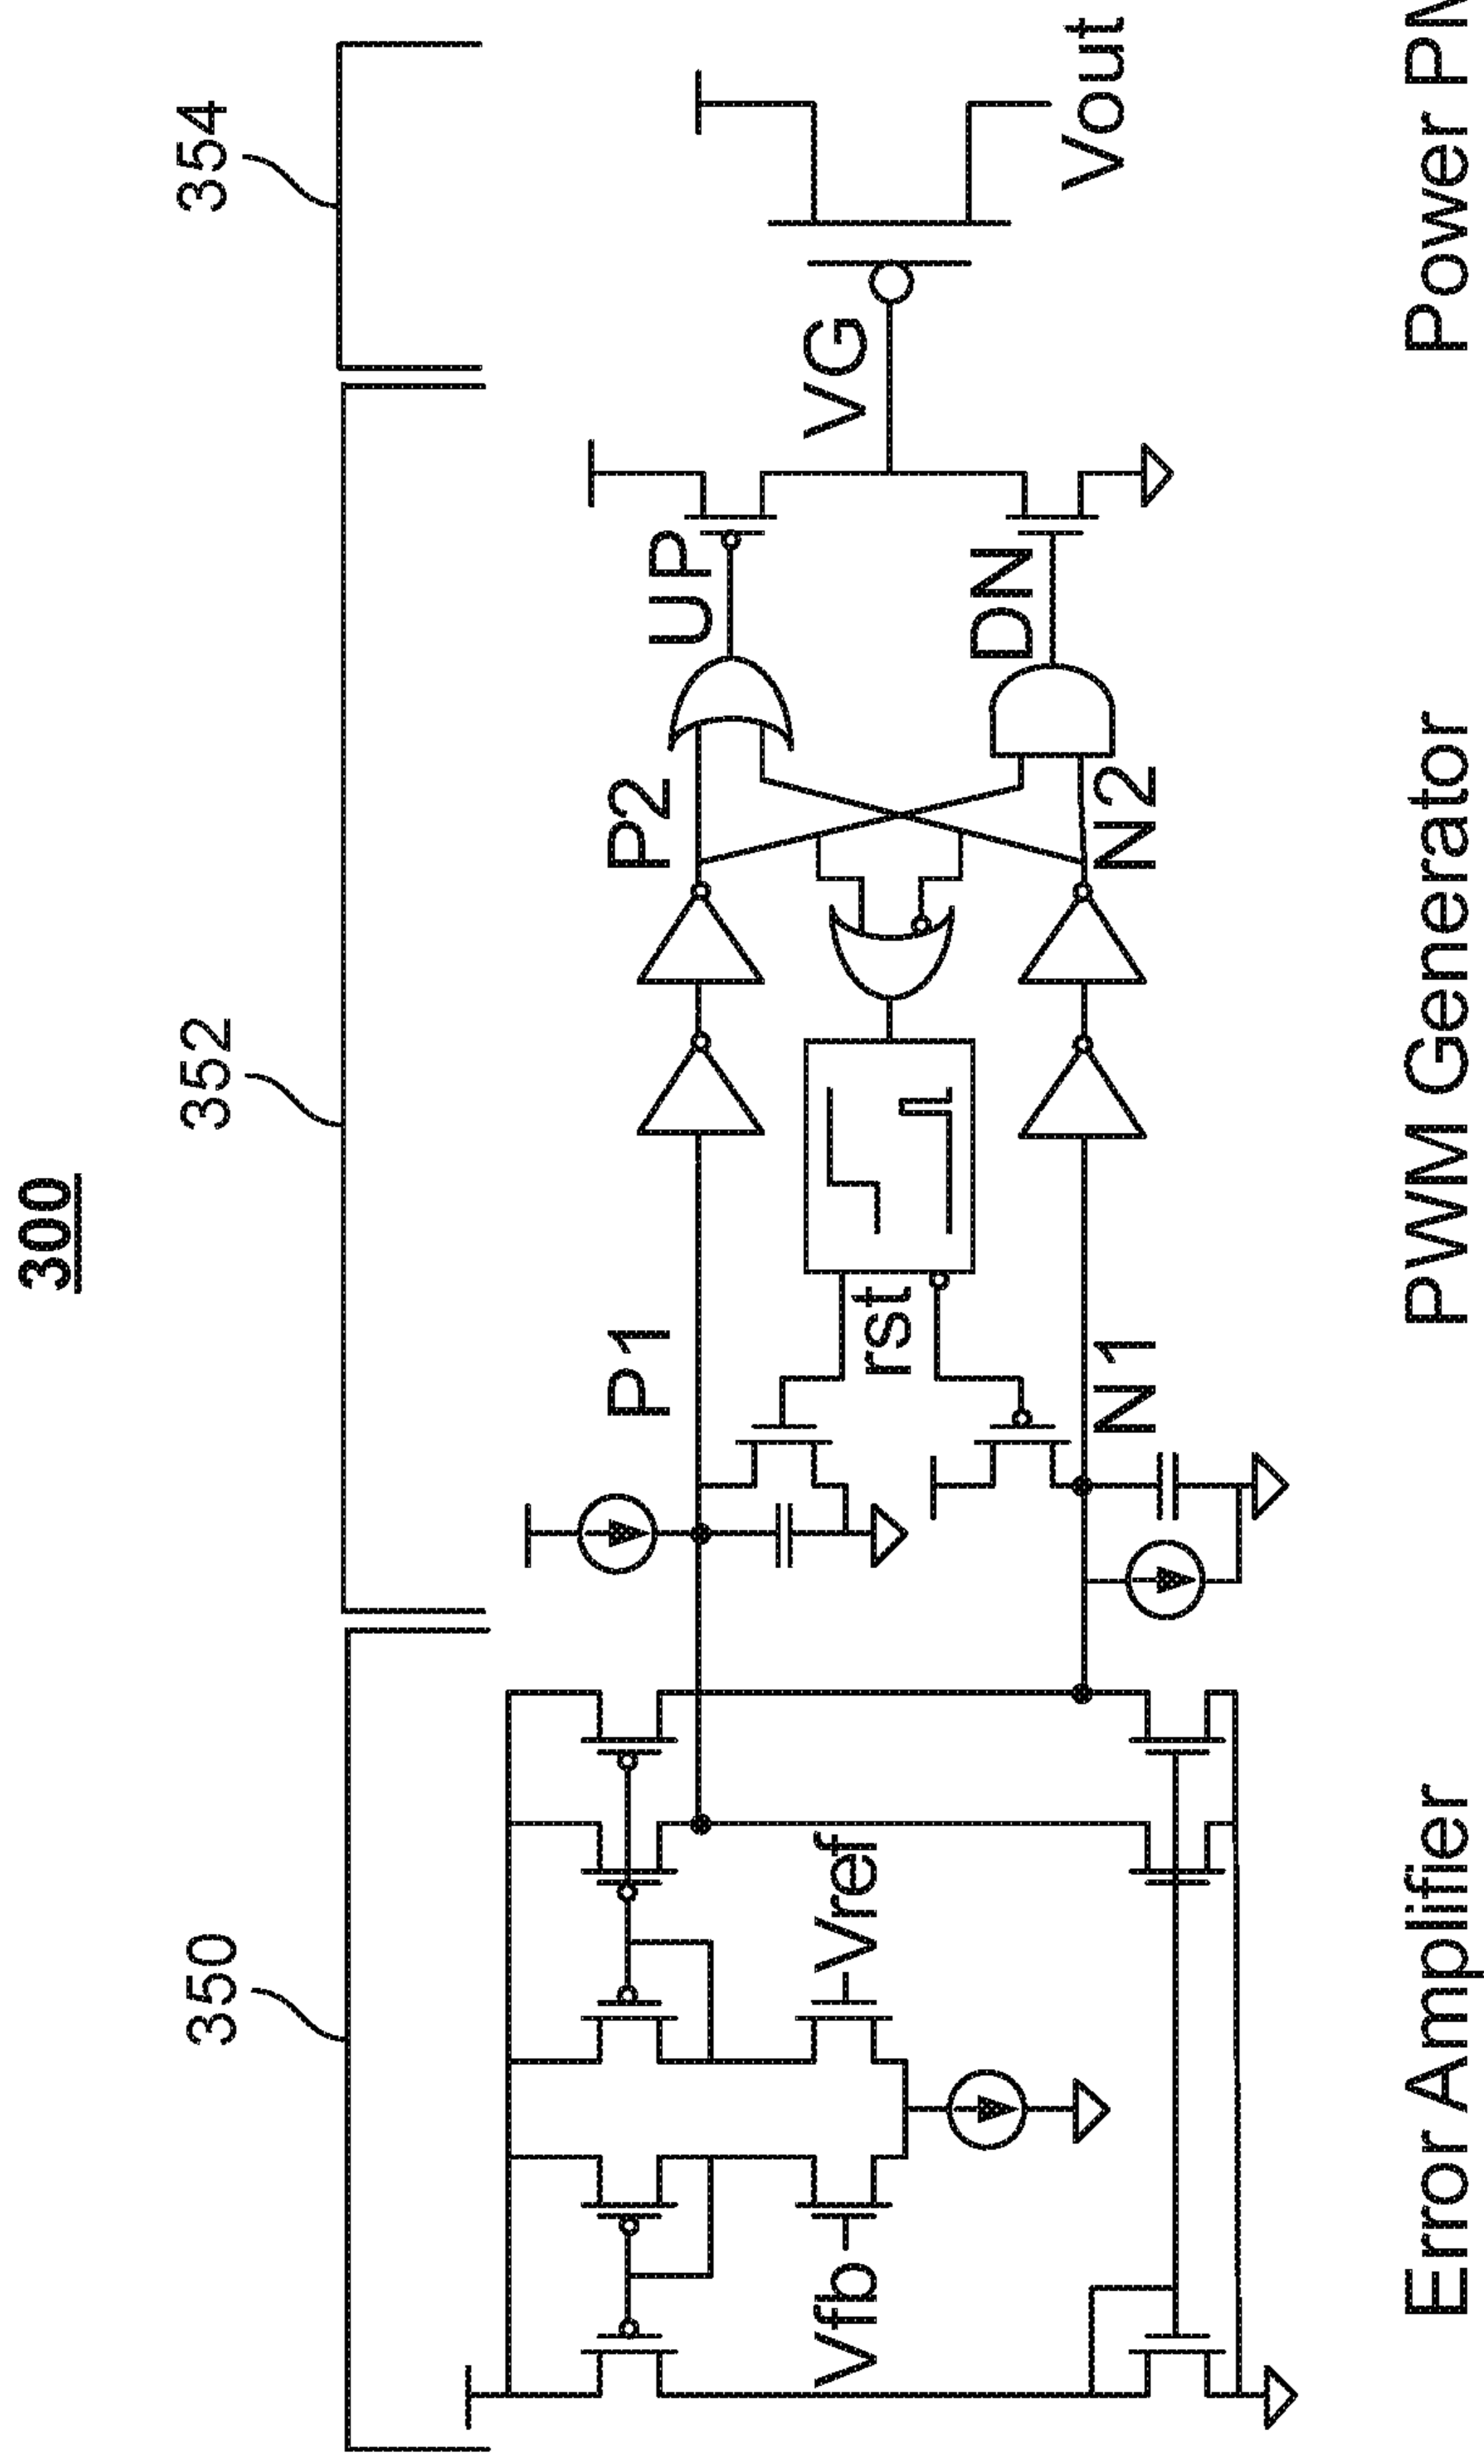 300
350
352
354
Vfb
Vref
P1
N1
rst
P2
N2
UP
DN
VG
Vout
Error Amplifier
PWM Generator
Power